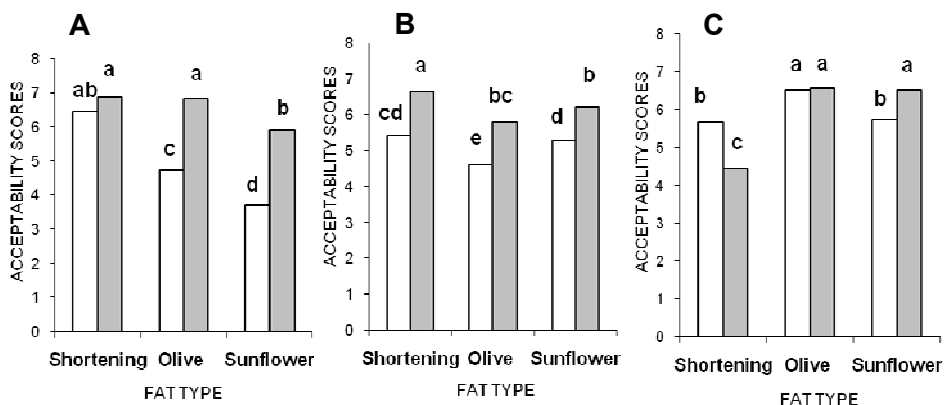 A
ACCEPTABILITY SCORES
8
7
6
5
4
3
2
1
0
ab
a
c
a
d
b
Shortening Olive Sunflower
FAT TYPE
B
ACCEPTABILITY SCORES
8
7
6
5
4
3
2
1
0
cd
a
e
bc
d
b
Shortening Olive Sunflower
FAT TYPE
C
ACCEPTABILITY SCORES
8
7
6
5
4
3
2
1
0
b
c
a
a
b
a
Shortening Olive Sunflower
FAT TYPE